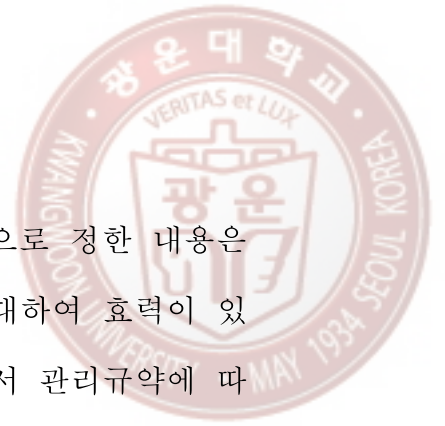 광운대학교
VERITAS et LUX
광운
KWANGWOON UNIVERSITY MAY 1934 SEOUL KOREA
으로 정한 내용은
대하여 효력이 있
서 관리규약에 따